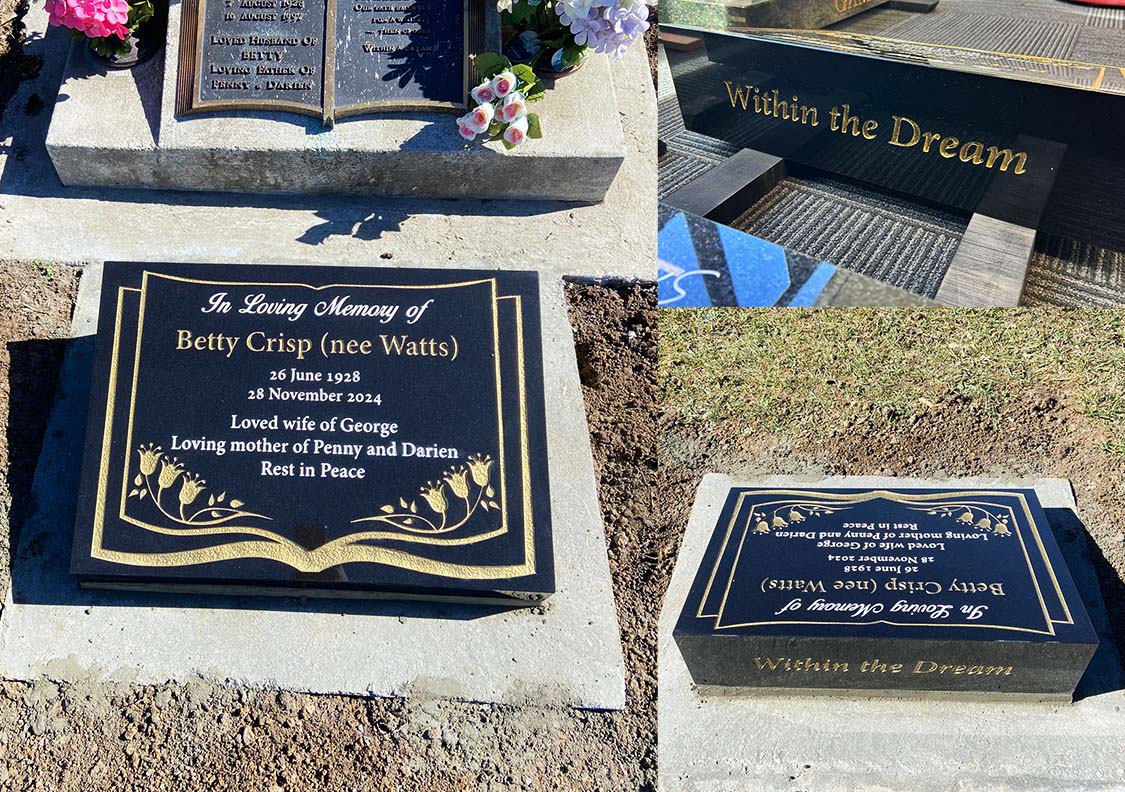 10 AUGUST 1997
LOVED HUSBAND OF
BETTY
LOVING FATHER OF
PENNY & DARIEN
In Loving Memory of
Betty Crisp (nee Watts)
26 June 1928
28 November 2024
Loved wife of George
Loving mother of Penny and Darien
Rest in Peace
Within the Dream
In Loving Memory of
Betty Crisp (nee Watts)
26 June 1928
28 November 2024
Loved wife of George
Loving mother of Penny and Darien
Rest in Peace
Within the Dream